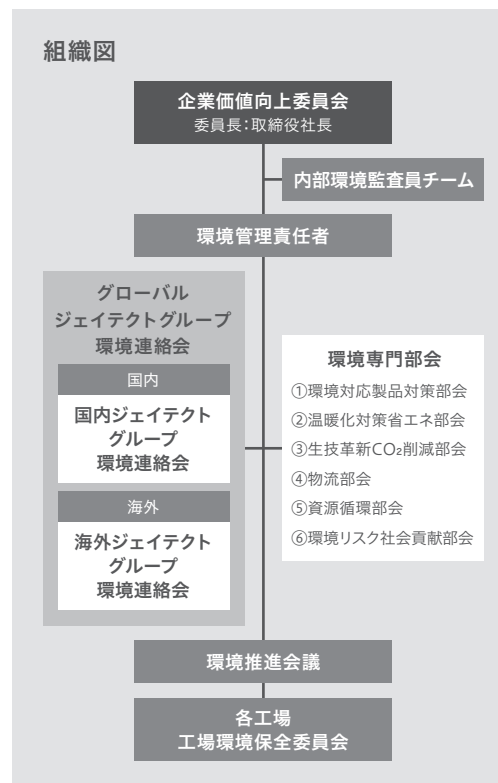 組織図
企業価値向上委員会
委員長：取締役社長
内部環境監査員チーム
環境管理責任者
グローバル
ジェイテクトグループ
環境連絡会
国内
国内ジェイテクト
グループ
環境連絡会
海外
海外ジェイテクト
グループ
環境連絡会
環境専門部会
①環境対応製品対策部会
②温暖化対策省エネ部会
③生技革新CO₂削減部会
④物流部会
⑤資源循環部会
⑥環境リスク社会貢献部会
環境推進会議
各工場
工場環境保全委員会